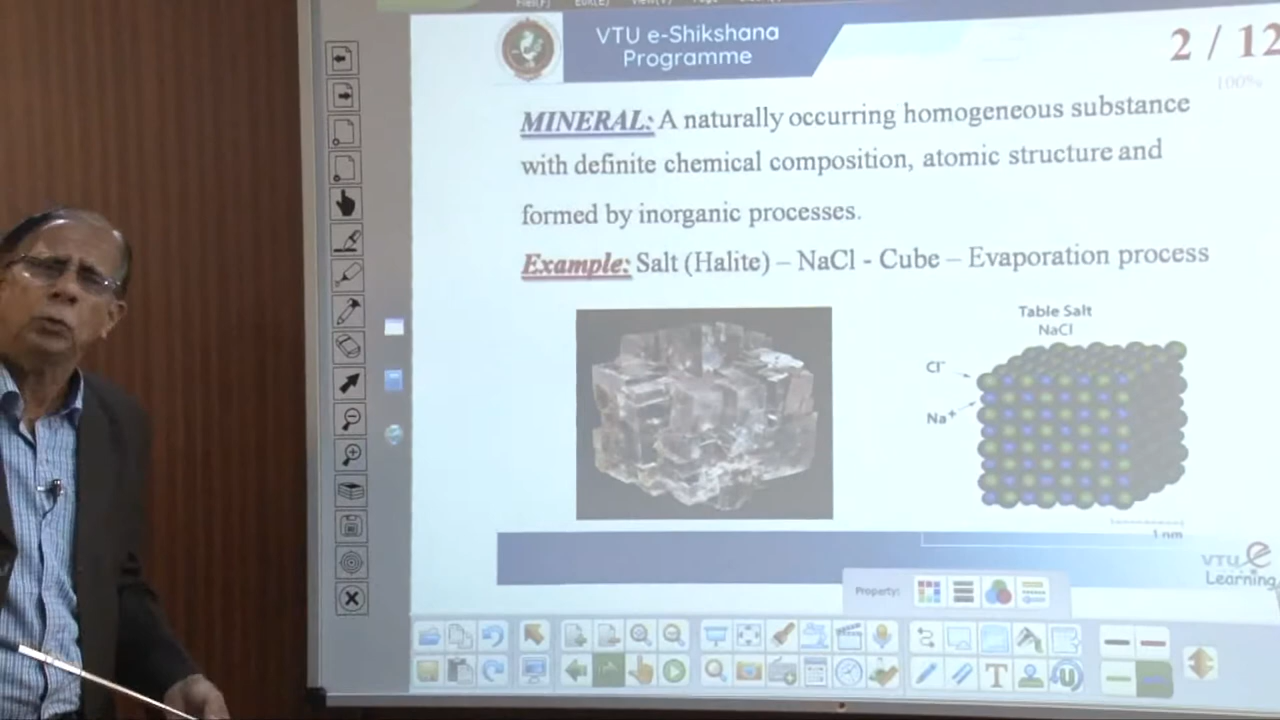 VTU e-Shikshana
Programme
2 / 12
100%
MINERAL: A naturally occurring homogeneous substance
with definite chemical composition, atomic structure and
formed by inorganic processes.
Example: Salt (Halite) – NaCl - Cube – Evaporation process
Table Salt
NaCl
Cl⁻
Na⁺
1 nm
VTU e
Learning
Property: